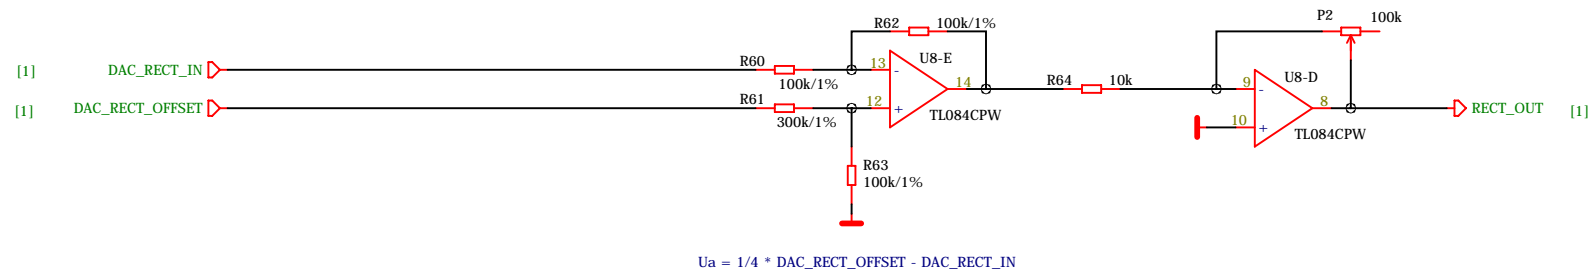 [1] DAC_RECT_IN
[1] DAC_RECT_OFFSET
R60
100k/1%
R61
300k/1%
R62
100k/1%
R63
100k/1%
13 -
12 +
14
U8-E
TL084CPW
R64
10k
P2
100k
9 -
10 +
8
U8-D
TL084CPW
RECT_OUT [1]
Ua = 1/4 * DAC_RECT_OFFSET - DAC_RECT_IN